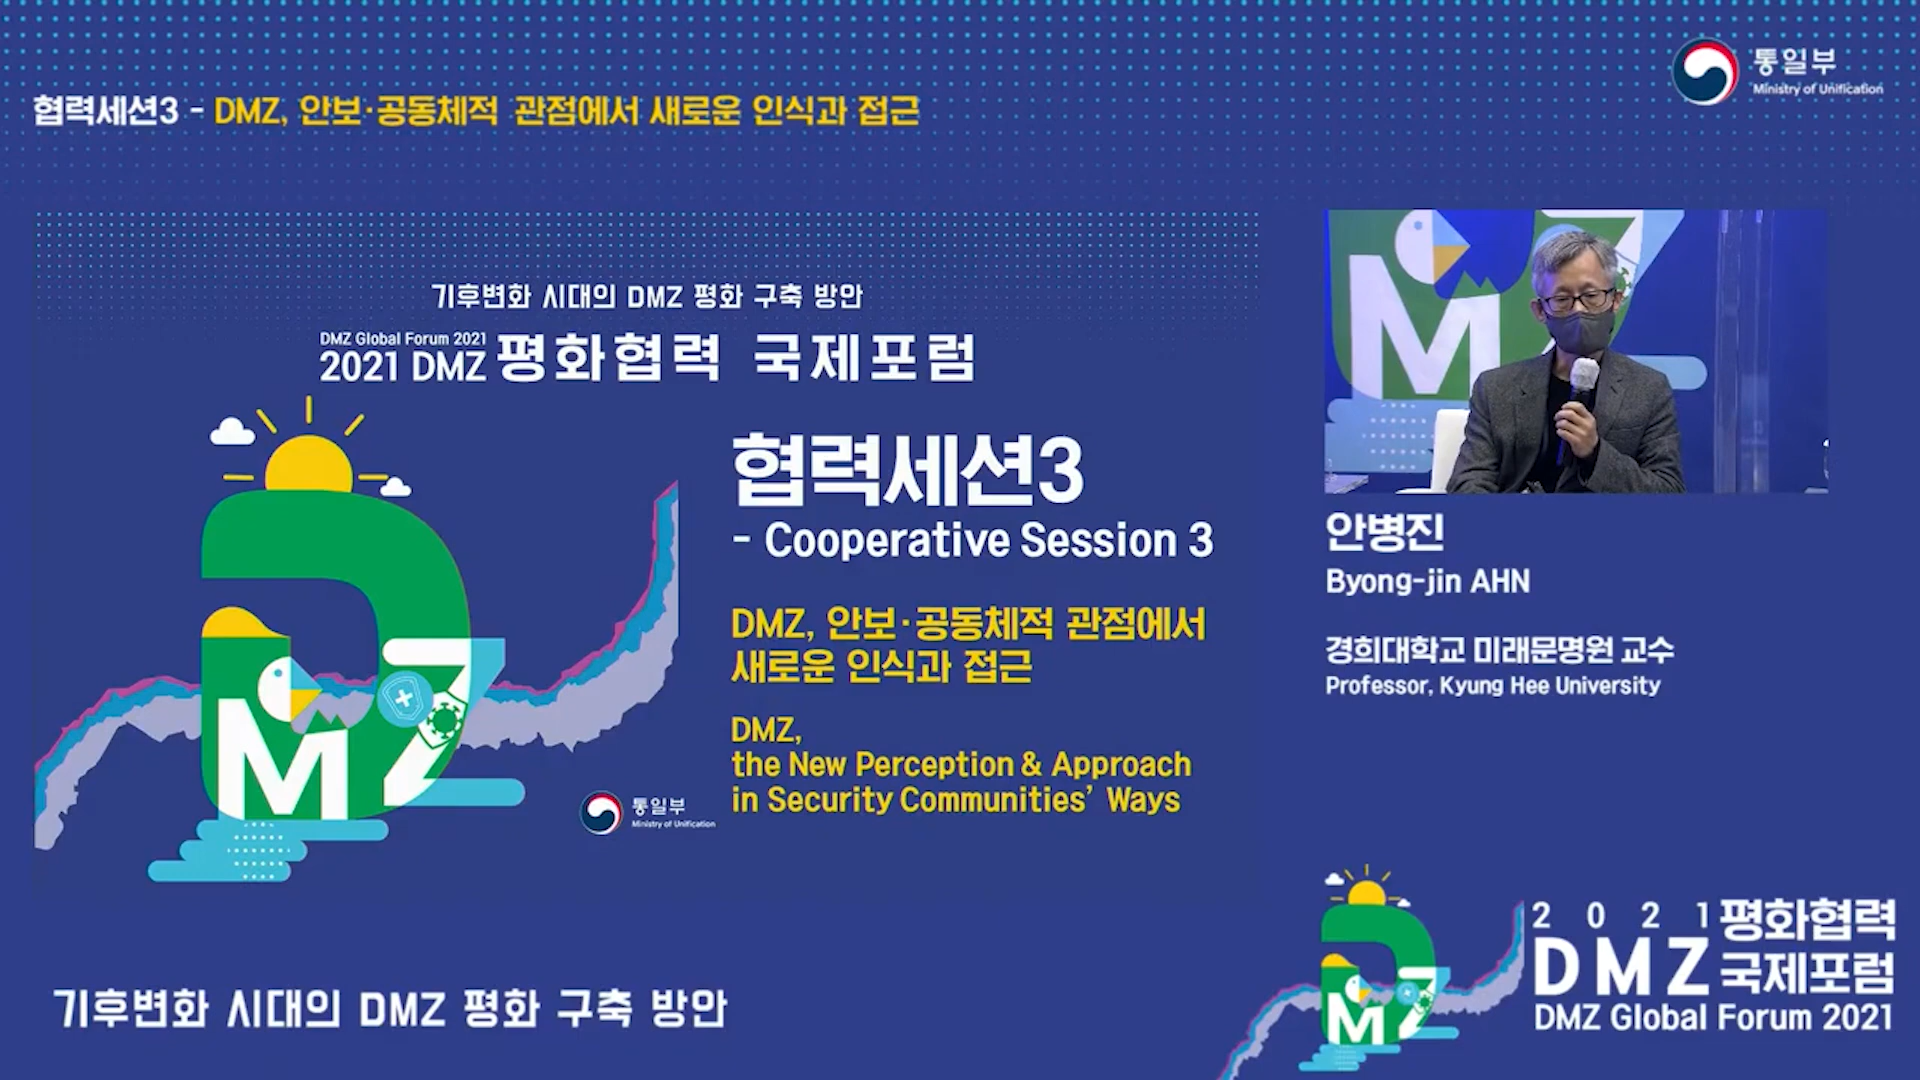 통일부
Ministry of Unification
협력세션3 - DMZ, 안보·공동체적 관점에서 새로운 인식과 접근
기후변화 시대의 DMZ 평화 구축 방안
DMZ Global Forum 2021
2021 DMZ 평화협력 국제포럼
협력세션3
- Cooperative Session 3
DMZ, 안보·공동체적 관점에서
새로운 인식과 접근
DMZ,
the New Perception & Approach
in Security Communities' Ways
DMZ
통일부
Ministry of Unification
MZ
안병진
Byong-jin AHN
경희대학교 미래문명원 교수
Professor, Kyung Hee University
기후변화 시대의 DMZ 평화 구축 방안
DMZ
2021 평화협력
DMZ 국제포럼
DMZ Global Forum 2021